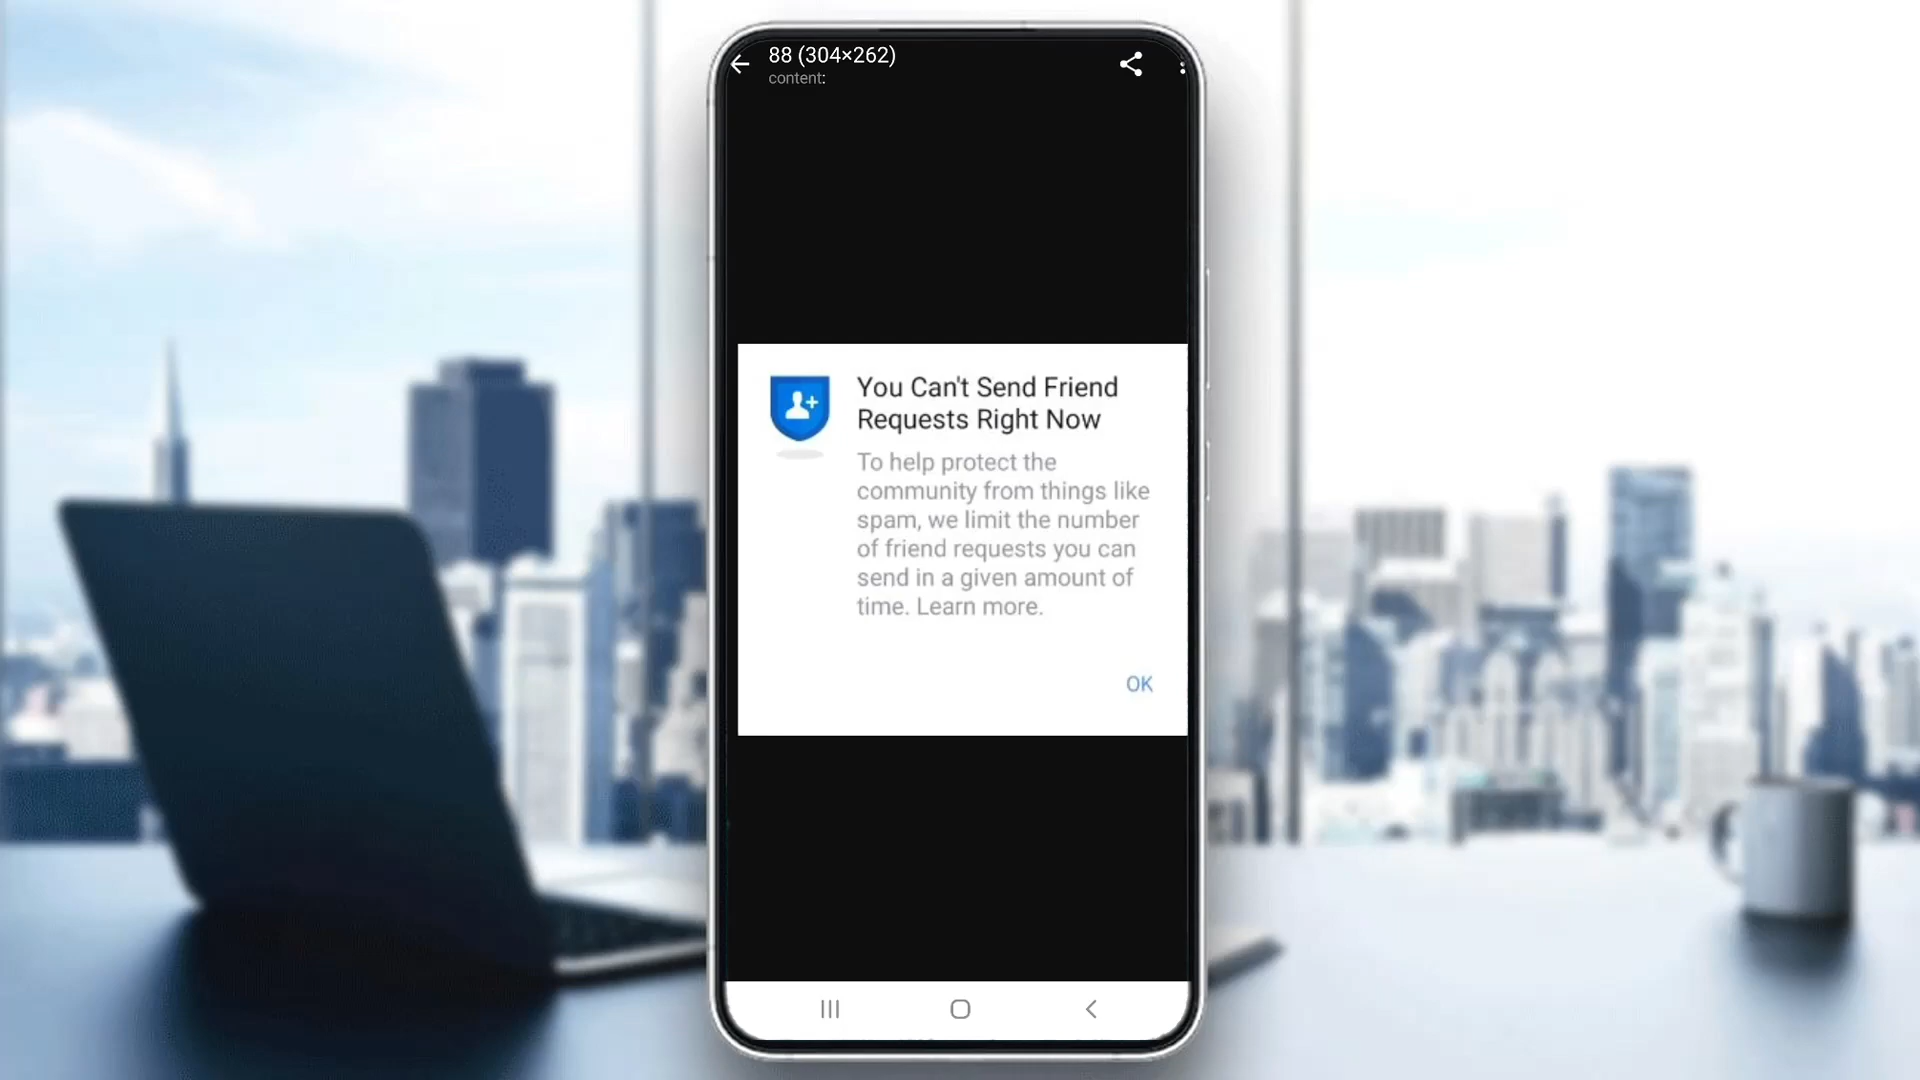 88 (304×262)
content:
You Can't Send Friend
Requests Right Now
To help protect the
community from things like
spam, we limit the number
of friend requests you can
send in a given amount of
time. Learn more.
OK